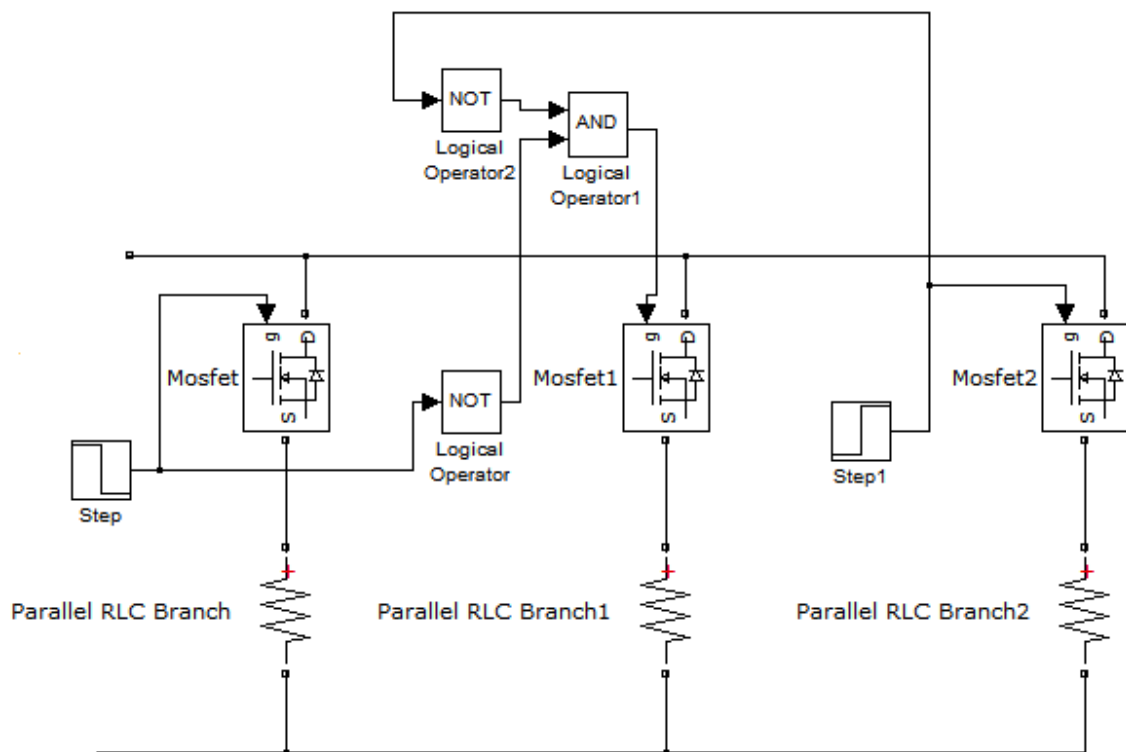 NOT
Logical
Operator2
AND
Logical
Operator1
g
D
S
Mosfet
g
D
S
Mosfet1
g
D
S
Mosfet2
NOT
Logical
Operator
Step
Step1
+
Parallel RLC Branch
+
Parallel RLC Branch1
+
Parallel RLC Branch2